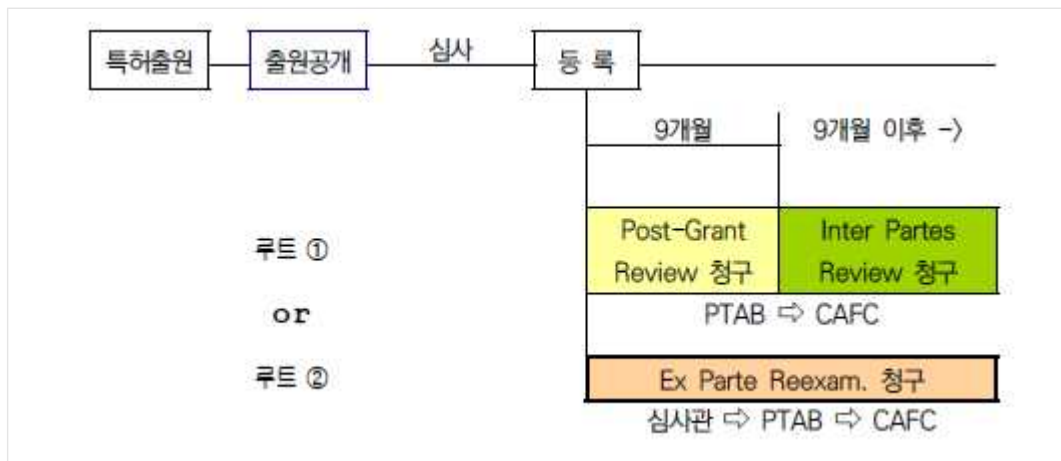 특허출원 출원공개 심사 등 록
9개월 9개월 이후 ->
루트 ① Post-Grant Review 청구 Inter Partes Review 청구
PTAB ⇨ CAFC
or
루트 ② Ex Parte Reexam. 청구
심사관 ⇨ PTAB ⇨ CAFC